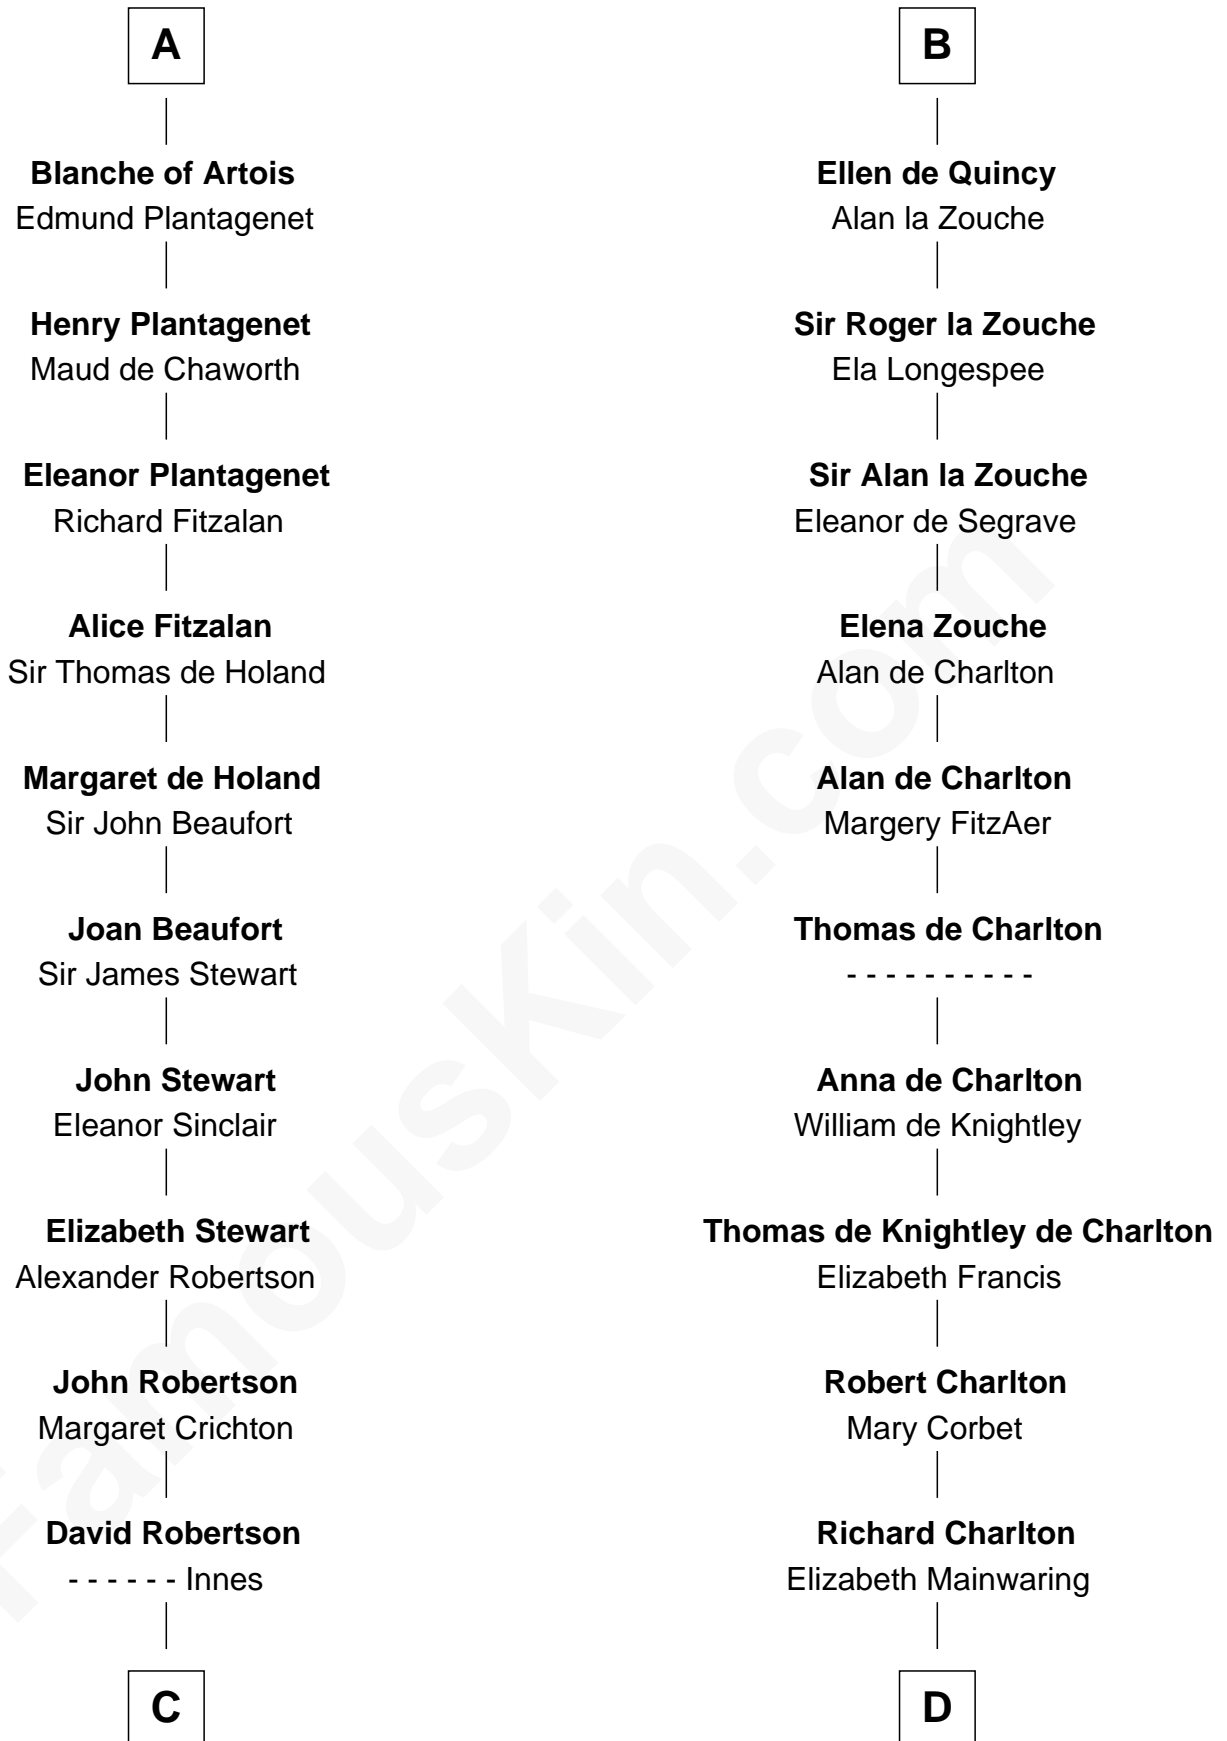 A
Blanche of Artois
Edmund Plantagenet
Henry Plantagenet
Maud de Chaworth
Eleanor Plantagenet
Richard Fitzalan
Alice Fitzalan
Sir Thomas de Holand
Margaret de Holand
Sir John Beaufort
Joan Beaufort
Sir James Stewart
John Stewart
Eleanor Sinclair
Elizabeth Stewart
Alexander Robertson
John Robertson
Margaret Crichton
David Robertson
- - - - - - Innes
C
B
Ellen de Quincy
Alan la Zouche
Sir Roger la Zouche
Ela Longespee
Sir Alan la Zouche
Eleanor de Segrave
Elena Zouche
Alan de Charlton
Alan de Charlton
Margery FitzAer
Thomas de Charlton
- - - - - - - - - -
Anna de Charlton
William de Knightley
Thomas de Knightley de Charlton
Elizabeth Francis
Robert Charlton
Mary Corbet
Richard Charlton
Elizabeth Mainwaring
D
FamousKin.com